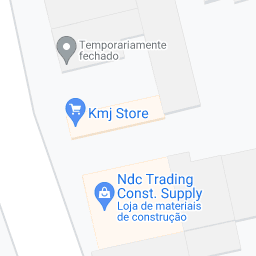 Temporariamente
fechado
Kmj Store
Ndc Trading
Const. Supply
Loja de materiais
de construção